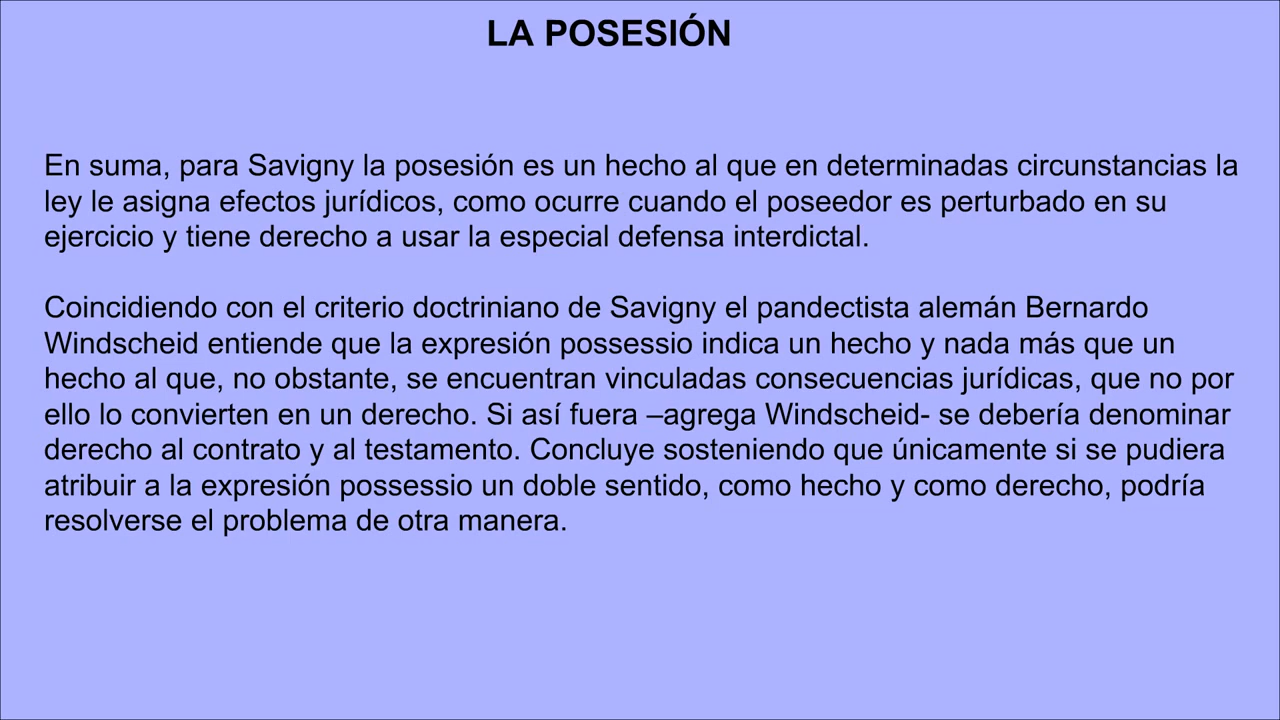 LA POSESIÓN
En suma, para Savigny la posesión es un hecho al que en determinadas circunstancias la
ley le asigna efectos jurídicos, como ocurre cuando el poseedor es perturbado en su
ejercicio y tiene derecho a usar la especial defensa interdictal.
Coincidiendo con el criterio doctriniano de Savigny el pandectista alemán Bernardo
Windscheid entiende que la expresión possessio indica un hecho y nada más que un
hecho al que, no obstante, se encuentran vinculadas consecuencias jurídicas, que no por
ello lo convierten en un derecho. Si así fuera –agrega Windscheid- se debería denominar
derecho al contrato y al testamento. Concluye sosteniendo que únicamente si se pudiera
atribuir a la expresión possessio un doble sentido, como hecho y como derecho, podría
resolverse el problema de otra manera.